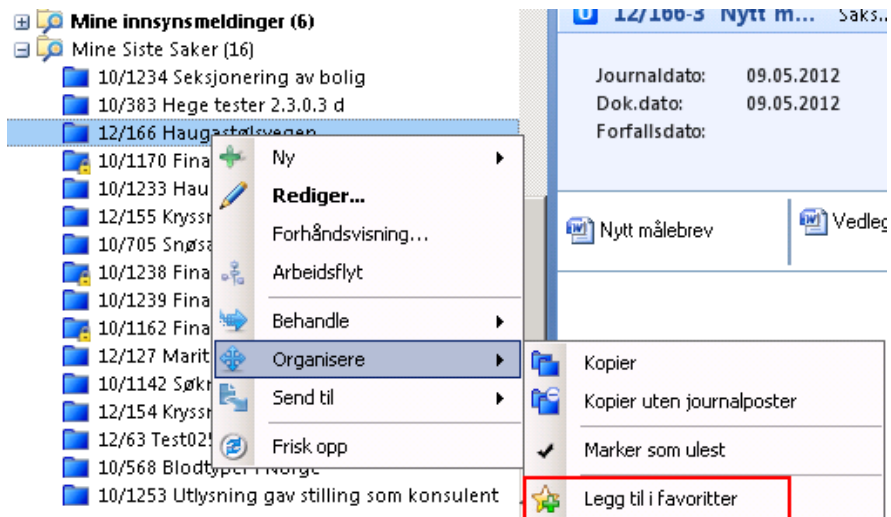 Mine innsynsmeldinger (6)
Mine Siste Saker (16)
10/1234 Seksjonering av bolig
10/383 Hege tester 2.3.0.3 d
12/166 Haugastølsvegen
10/1170 Fina
10/1233 Hau
12/155 Kryssr
10/705 Snøsa
10/1238 Fina
10/1239 Fina
10/1162 Fina
12/127 Marit
10/1142 Søkr
12/154 Kryssr
12/63 Test02
10/568 Blodtyper i Norge
10/1253 Utlysning gav stilling som konsulent
Ny
Rediger...
Forhåndsvisning...
Arbeidsflyt
Behandle
Organisere
Send til
Frisk opp
Kopier
Kopier uten journalposter
Marker som ulest
Legg til i favoritter
12/166-3 Nytt m... Saks..
Journaldato: 09.05.2012
Dok.dato: 09.05.2012
Forfallsdato:
Nytt målebrev
Vedleg